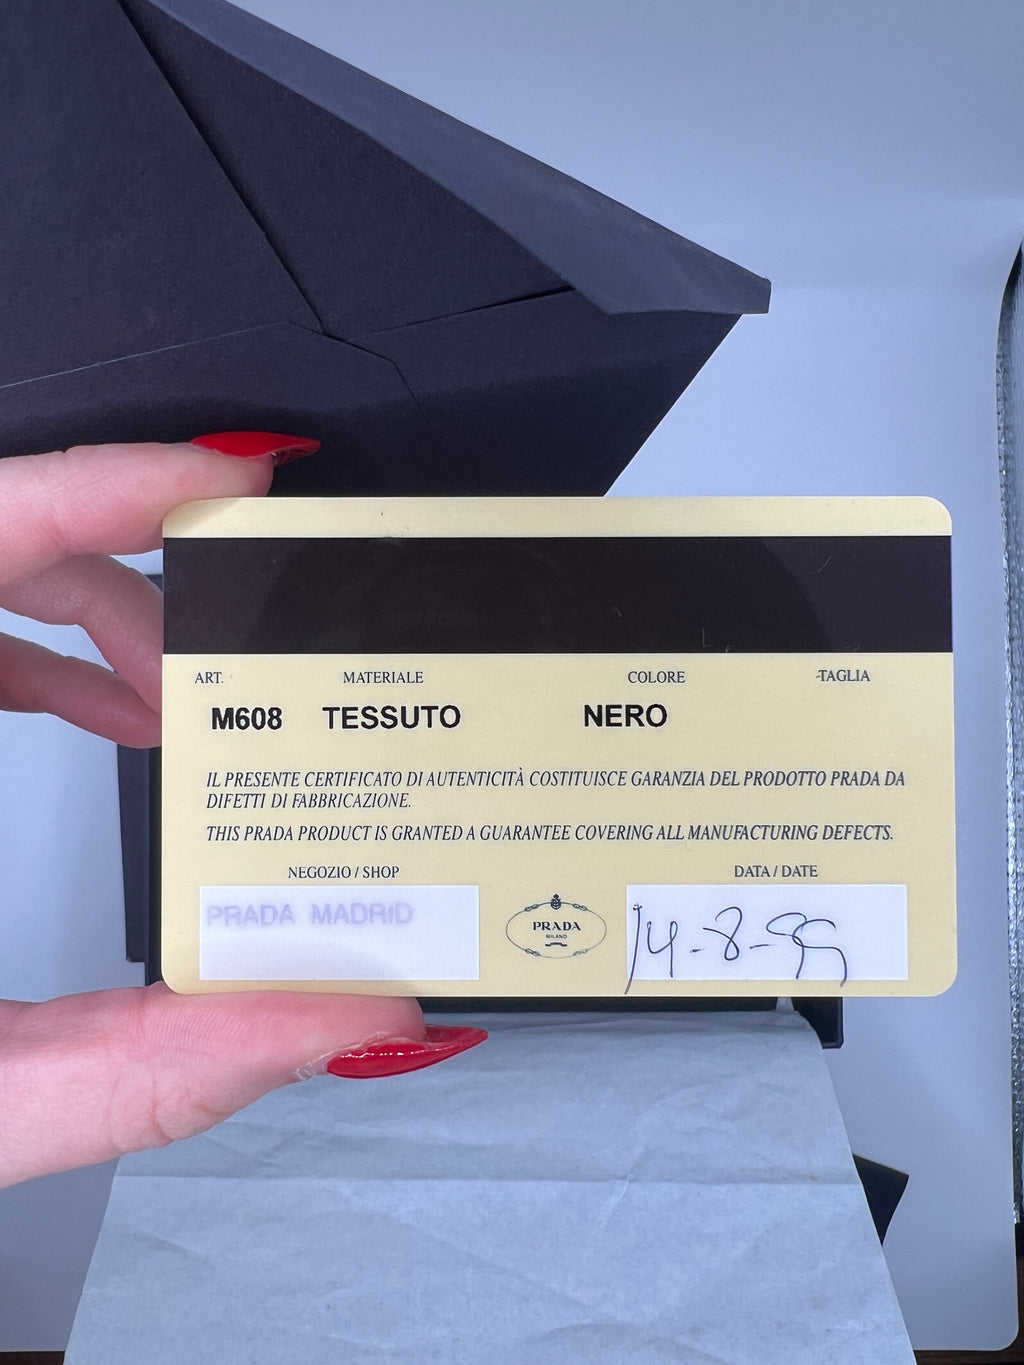 ART. MATERIALE COLORE TAGLIA
M608 TESSUTO NERO
IL PRESENTE CERTIFICATO DI AUTENTICITÀ COSTITUISCE GARANZIA DEL PRODOTTO PRADA DA
DIFETTI DI FABBRICAZIONE.
THIS PRADA PRODUCT IS GRANTED A GUARANTEE COVERING ALL MANUFACTURING DEFECTS.
NEGOZIO / SHOP DATA / DATE
PRADA MADRID
PRADA
MILANO
14-8-99